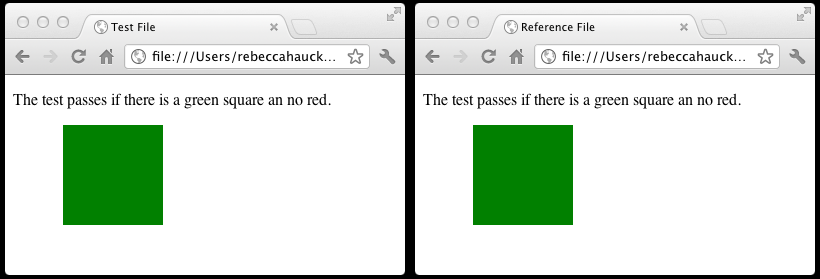 Test File
file:///Users/rebeccahauck...
The test passes if there is a green square an no red.
Reference File
file:///Users/rebeccahauck...
The test passes if there is a green square an no red.